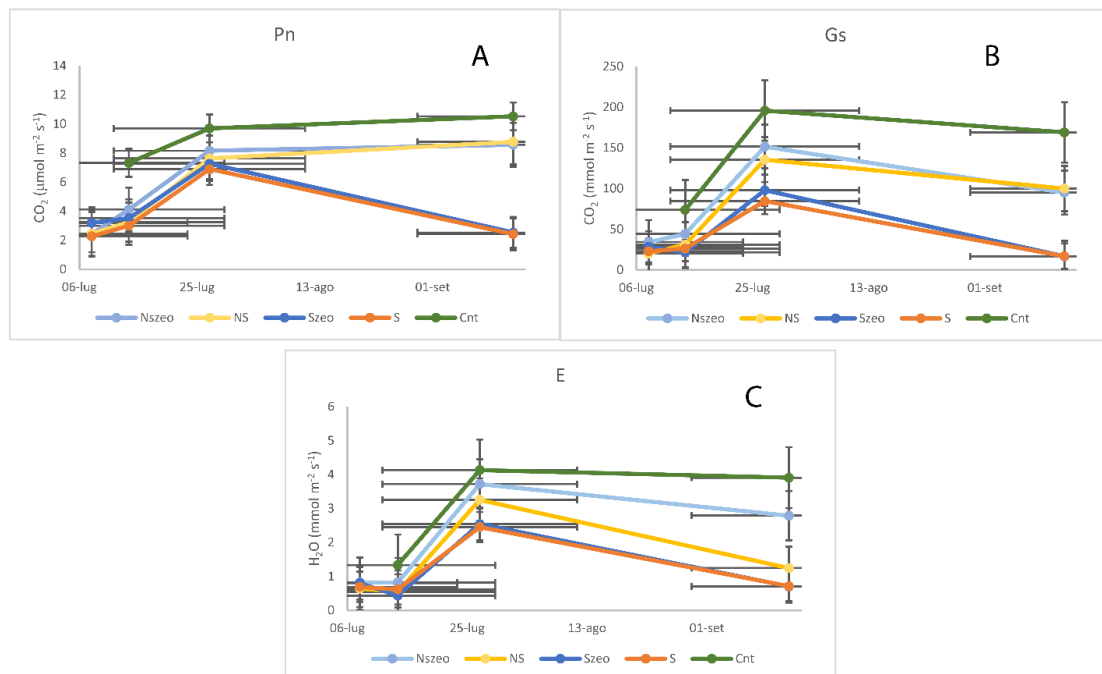 Pn
A
CO₂ (µmol m⁻² s⁻¹)
14
12
10
8
6
4
2
0
06-lug 25-lug 13-ago 01-set
Nszeo NS Szeo S Cnt
Gs
B
CO₂ (mmol m⁻² s⁻¹)
250
200
150
100
50
0
06-lug 25-lug 13-ago 01-set
Nszeo NS Szeo S Cnt
E
C
H₂O (mmol m⁻² s⁻¹)
6
5
4
3
2
1
0
06-lug 25-lug 13-ago 01-set
Nszeo NS Szeo S Cnt